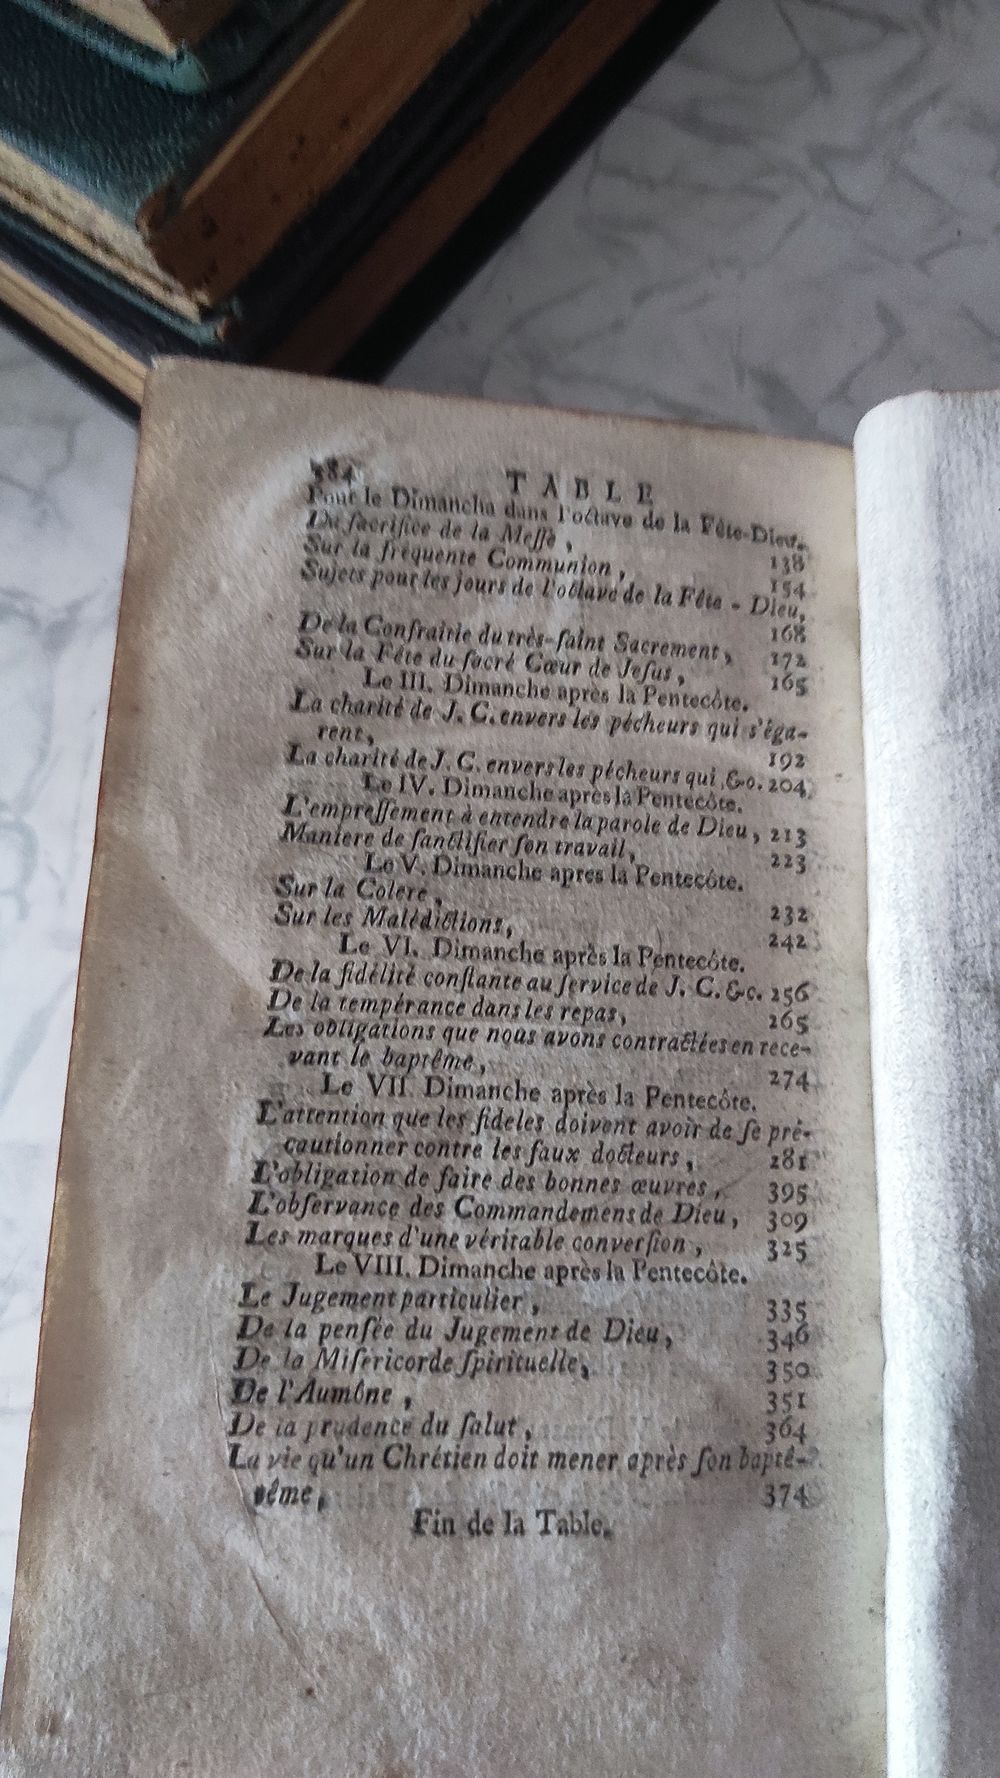 384 TABLE
Pour le Dimancha dans l'octave de la Fête-Dieu.
Du sacrifice de la Messe, 138
Sur la fréquente Communion, 154
Sujets pour les jours de l'octave de la Fête-Dieu,
168
De la Confrairie du très-saint Sacrement, 172
Sur la Fête du sacré Cœur de Jesus, 165
Le III. Dimanche après la Pentecôte.
La charité de J. C. envers les pécheurs qui s'éga-
rent, 192
La charité de J. C. envers les pécheurs qui, &c. 204
Le IV. Dimanche après la Pentecôte.
L'empressement à entendre la parole de Dieu, 213
Maniere de sanctifier son travail, 223
Le V. Dimanche après la Pentecôte.
Sur la Colere, 232
Sur les Malédictions, 242
Le VI. Dimanche après la Pentecôte.
De la fidélité constante au service de J. C. &c. 256
De la tempérance dans les repas, 265
Les obligations que nous avons contractées en rece-
vant le baptême, 274
Le VII. Dimanche après la Pentecôte.
L'attention que les fideles doivent avoir de se pré-
cautionner contre les faux docteurs, 281
L'obligation de faire des bonnes œuvres, 395
L'observance des Commandemens de Dieu, 309
Les marques d'une véritable conversion, 325
Le VIII. Dimanche après la Pentecôte.
Le Jugement particulier, 335
De la pensée du Jugement de Dieu, 346
De la Misericorde spirituelle, 350
De l'Aumône, 351
De la prudence du salut, 364
La vie qu'un Chrétien doit mener après son baptê-
ême, 374
Fin de la Table.